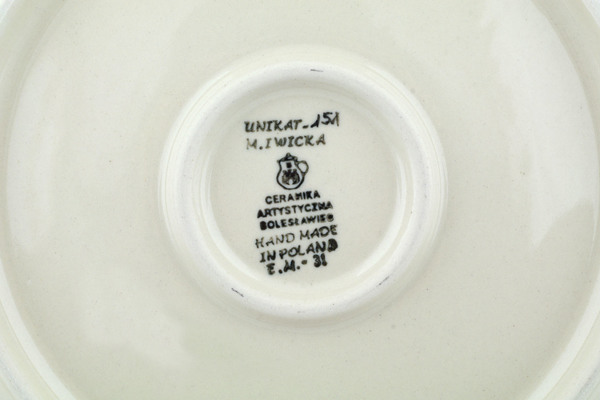 UNIKAT-151
M. IWICKA
CERAMIKA
ARTYSTYCZNA
BOLESŁAWIEC
HAND MADE
IN POLAND
E.M.-31